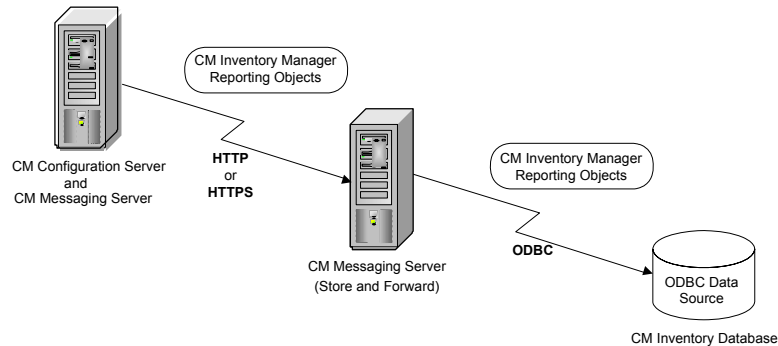 CM Inventory Manager
Reporting Objects
CM Configuration Server
and
CM Messaging Server
HTTP
or
HTTPS
CM Inventory Manager
Reporting Objects
CM Messaging Server
(Store and Forward)
ODBC
ODBC Data
Source
CM Inventory Database